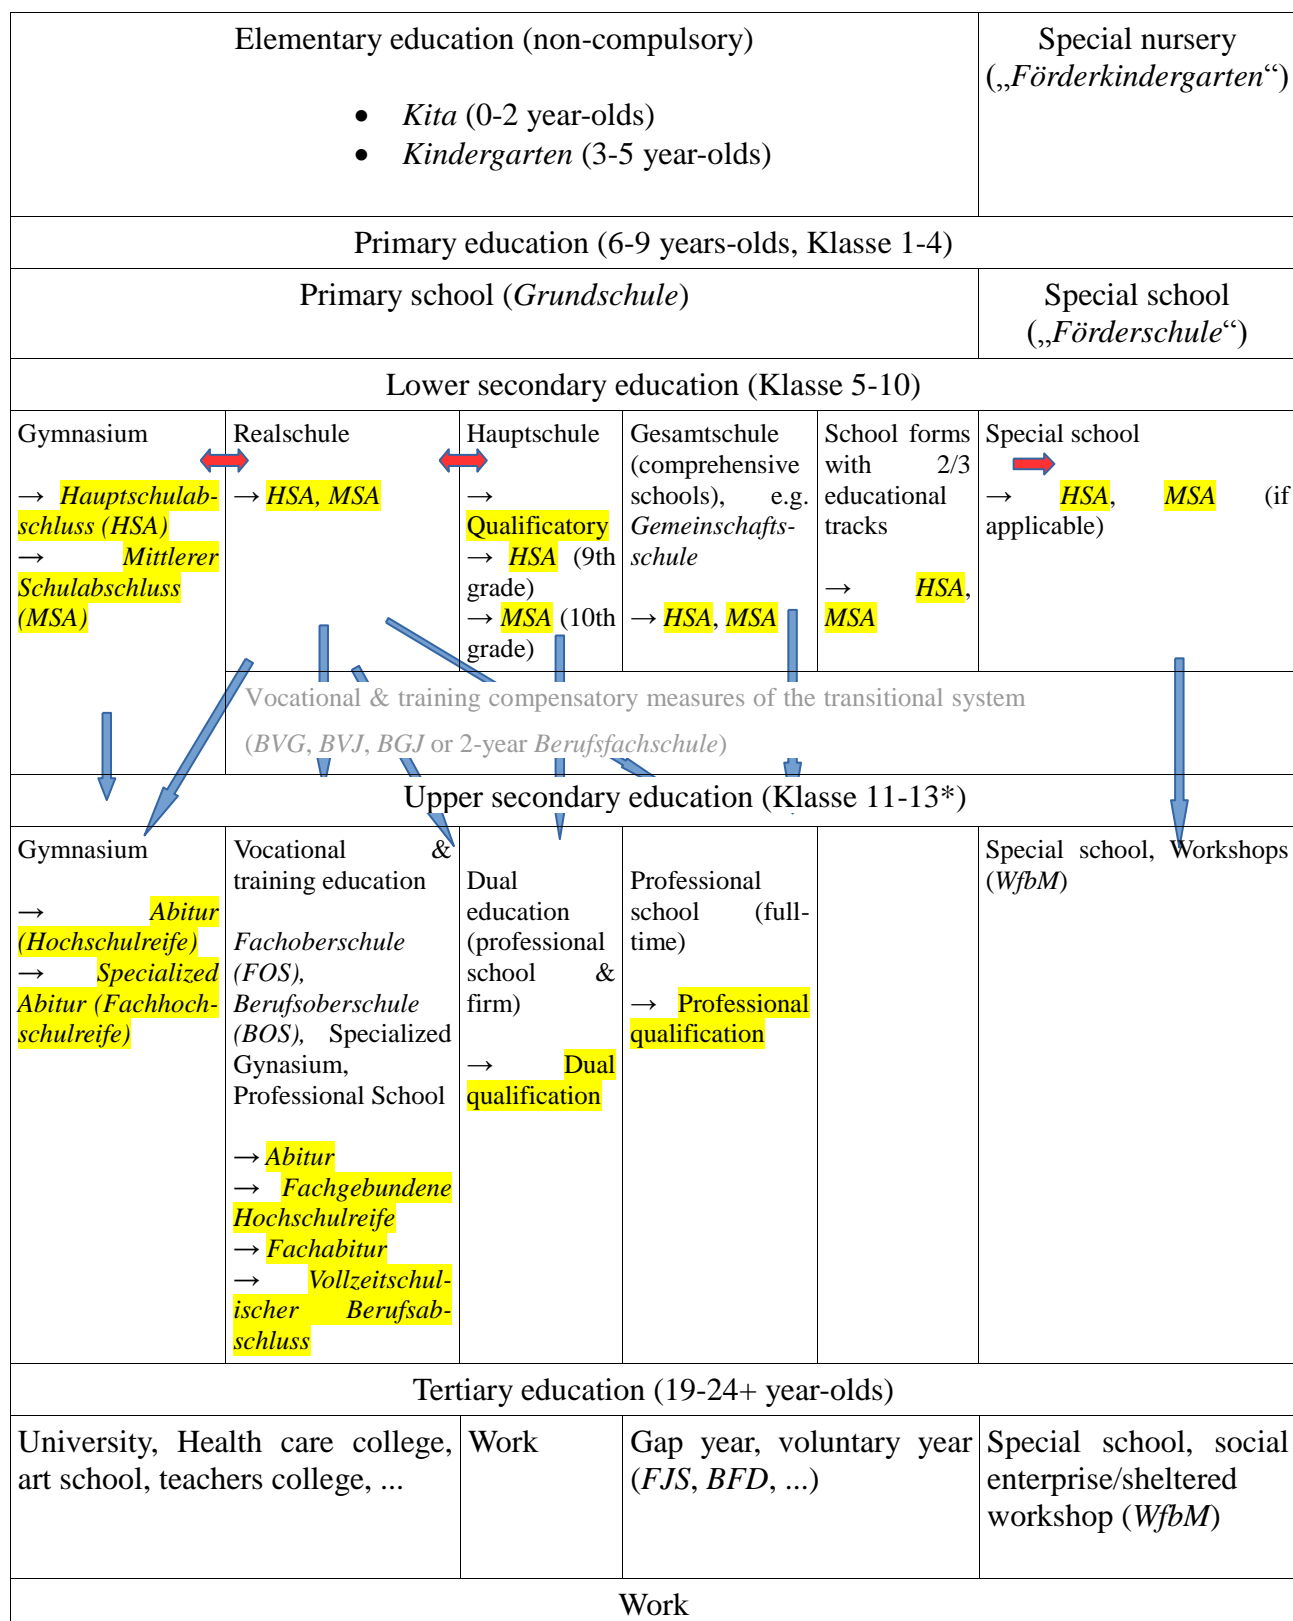 Elementary education (non-compulsory)
• Kita (0-2 year-olds)
• Kindergarten (3-5 year-olds)
Special nursery
(„Förderkindergarten“)
Primary education (6-9 years-olds, Klasse 1-4)
Primary school (Grundschule)
Special school
(„Förderschule“)
Lower secondary education (Klasse 5-10)
Gymnasium
→ Hauptschulab-
schluss (HSA)
→ Mittlerer
Schulabschluss
(MSA)
Realschule
→ HSA, MSA
Hauptschule
→
Qualificatory
→ HSA (9th
grade)
→ MSA (10th
grade)
Gesamtschule
(comprehensive
schools), e.g.
Gemeinschafts-
schule
→ HSA, MSA
School forms
with 2/3
educational
tracks
→ HSA,
MSA
Special school
→ HSA, MSA (if
applicable)
Vocational & training compensatory measures of the transitional system
(BVG, BVJ, BGJ or 2-year Berufsfachschule)
Upper secondary education (Klasse 11-13*)
Gymnasium
→ Abitur
(Hochschulreife)
→ Specialized
Abitur (Fachhoch-
schulreife)
Vocational &
training education
Fachoberschule
(FOS),
Berufsoberschule
(BOS), Specialized
Gynasium,
Professional School
→ Abitur
→ Fachgebundene
Hochschulreife
→ Fachabitur
→ Vollzeitschul-
ischer Berufsab-
schluss
Dual
education
(professional
school &
firm)
→ Dual
qualification
Professional
school (full-
time)
→ Professional
qualification
Special school, Workshops
(WfbM)
Tertiary education (19-24+ year-olds)
University, Health care college,
art school, teachers college, ...
Work
Gap year, voluntary year
(FJS, BFD, ...)
Special school, social
enterprise/sheltered
workshop (WfbM)
Work